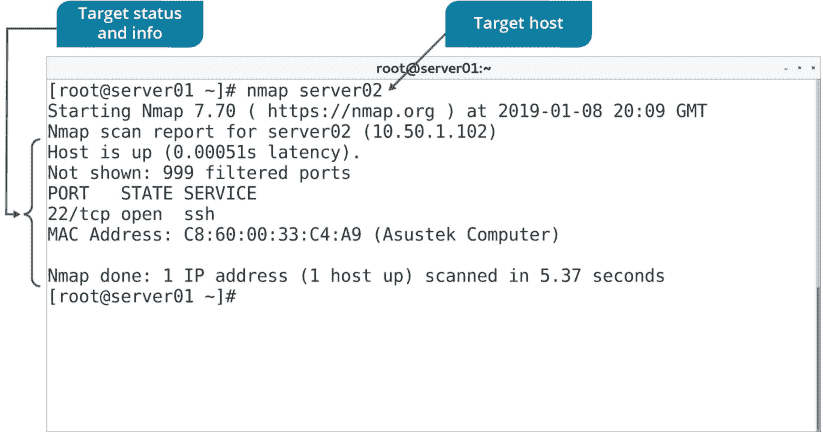 Target status
and info
Target host
root@server01:~
[root@server01 ~]# nmap server02
Starting Nmap 7.70 ( https://nmap.org ) at 2019-01-08 20:09 GMT
Nmap scan report for server02 (10.50.1.102)
Host is up (0.00051s latency).
Not shown: 999 filtered ports
PORT   STATE SERVICE
22/tcp open  ssh
MAC Address: C8:60:00:33:C4:A9 (Asustek Computer)
Nmap done: 1 IP address (1 host up) scanned in 5.37 seconds
[root@server01 ~]#